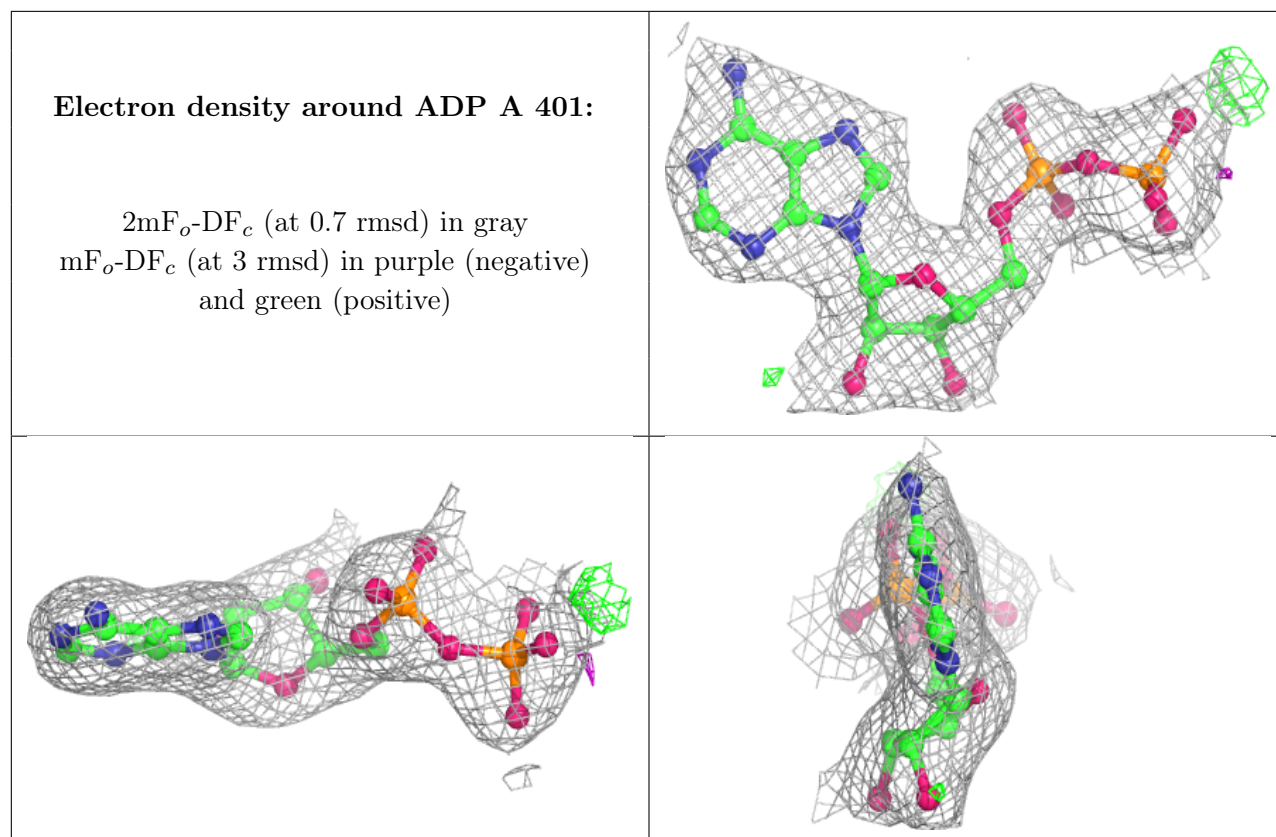 Electron density around ADP A 401:
2mFo-DFc (at 0.7 rmsd) in gray
mFo-DFc (at 3 rmsd) in purple (negative)
and green (positive)